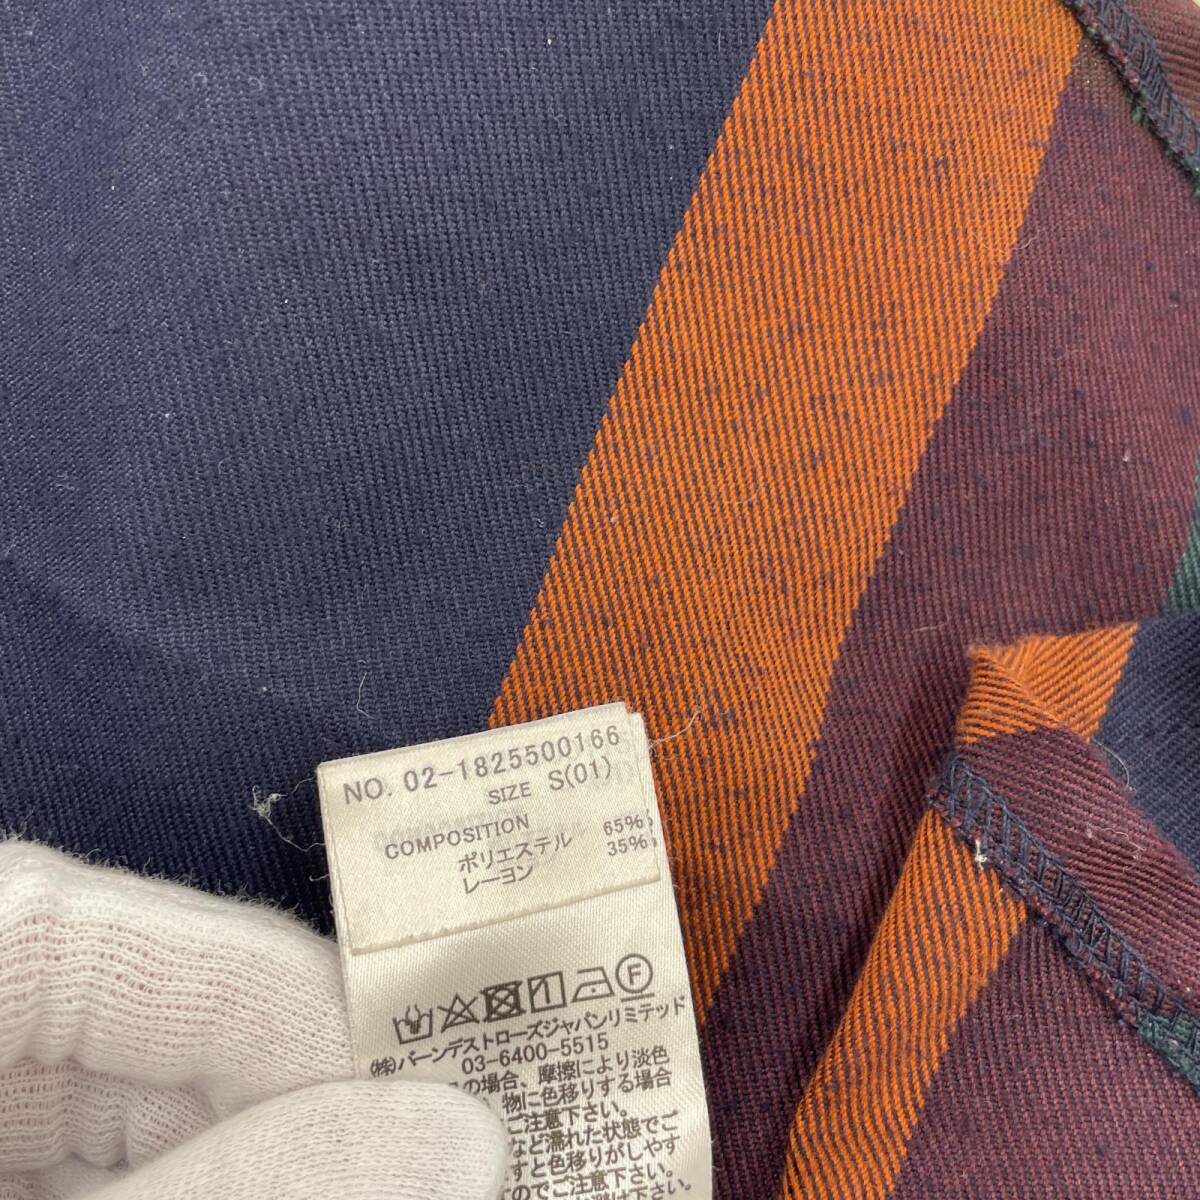 NO. 02-1825500166
SIZE S(01)
COMPOSITION
ポリエステル 65%
レーヨン 35%
F
㈱バーンデストローズジャパンリミテッド
03-6400-5515
の場合、摩擦により淡色
物に色移りする場合
ご注意下さい。
など濡れた状態でご
すと色移りがしやす
のでご注意下さい。